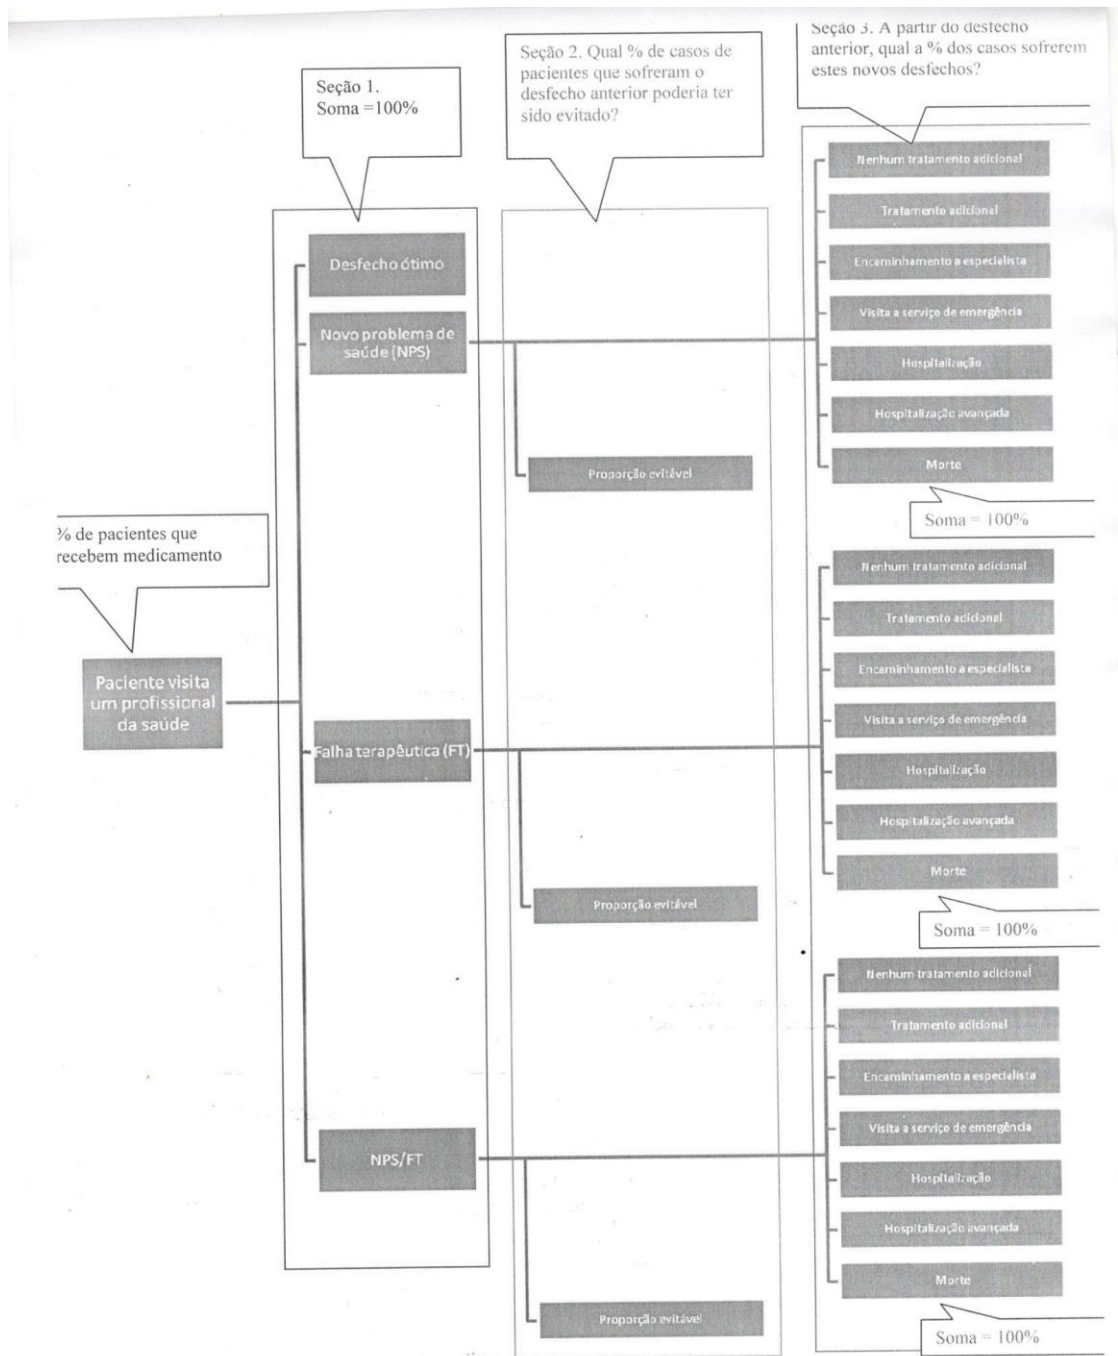 Seção 1.
Soma =100%
Seção 2. Qual % de casos de
pacientes que sofreram o
desfecho anterior poderia ter
sido evitado?
Seção 3. A partir do desfecho
anterior, qual a % dos casos sofrerem
estes novos desfechos?
% de pacientes que
recebem medicamento
Paciente visita
um profissional
da saúde
Desfecho ótimo
Novo problema de
saúde (NPS)
Proporção evitável
Nenhum tratamento adicional
Tratamento adicional
Encaminhamento a especialista
Visita a serviço de emergência
Hospitalização
Hospitalização avançada
Morte
Soma = 100%
Falha terapêutica (FT)
Proporção evitável
Nenhum tratamento adicional
Tratamento adicional
Encaminhamento a especialista
Visita a serviço de emergência
Hospitalização
Hospitalização avançada
Morte
Soma = 100%
NPS/FT
Proporção evitável
Nenhum tratamento adicional
Tratamento adicional
Encaminhamento a especialista
Visita a serviço de emergência
Hospitalização
Hospitalização avançada
Morte
Soma = 100%